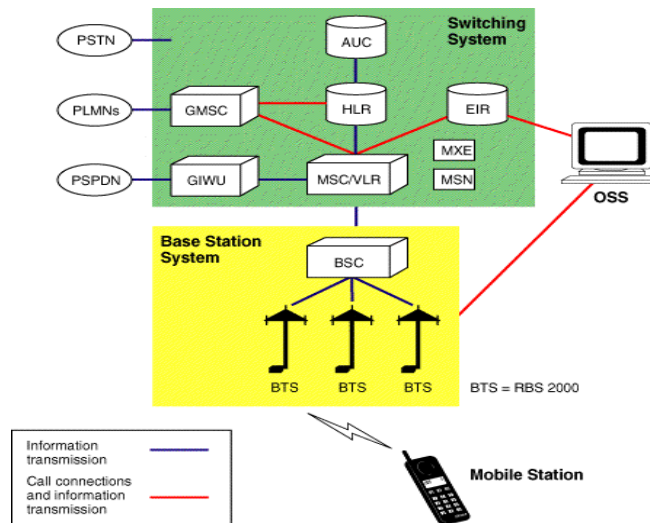 Switching
System
PSTN
AUC
PLMNs
GMSC
HLR
EIR
MXE
PSPDN
GIWU
MSC/VLR
MSN
OSS
Base Station
System
BSC
BTS
BTS
BTS
BTS = RBS 2000
Information
transmission
Call connections
and information
transmission
Mobile Station